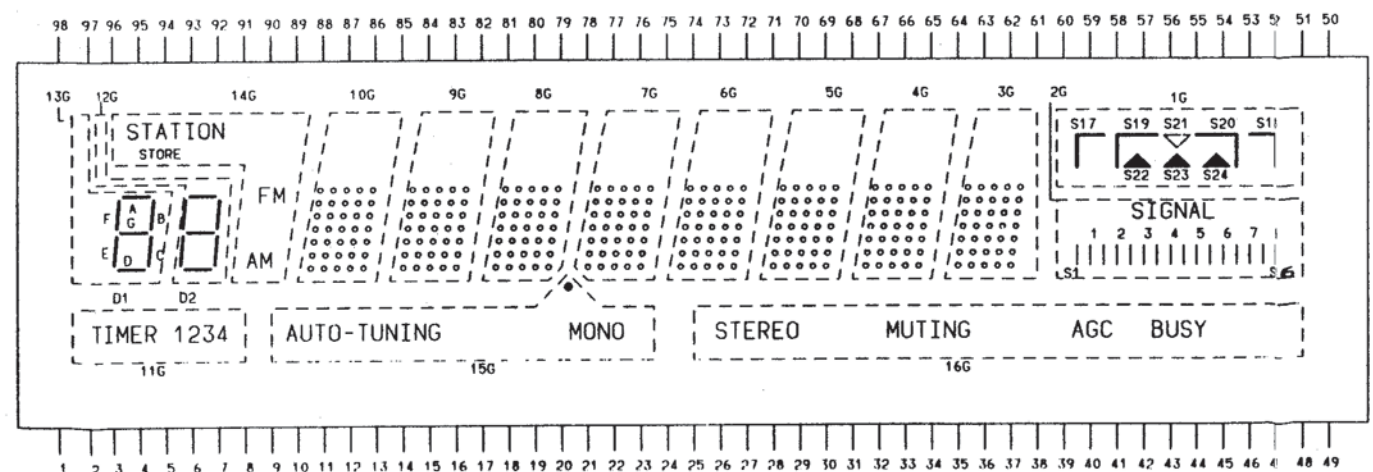 98 97 96 95 94 93 92 91 90 89 88 87 86 85 84 83 82 81 80 79 78 77 76 75 74 73 72 71 70 69 68 67 66 65 64 63 62 61 60 59 58 57 56 55 54 53 52 51 50
13G 12G 14G 10G 9G 8G 7G 6G 5G 4G 3G 2G 1G
STATION
STORE
S17 S19 S21 S20 S18
S22 S23 S24
FM
A
F B
G
E C
D
AM
SIGNAL
1 2 3 4 5 6 7
S1 S16
D1 D2
TIMER 1234 AUTO-TUNING MONO STEREO MUTING AGC BUSY
11G 15G 16G
1 2 3 4 5 6 7 8 9 10 11 12 13 14 15 16 17 18 19 20 21 22 23 24 25 26 27 28 29 30 31 32 33 34 35 36 37 38 39 40 41 42 43 44 45 46 47 48 49